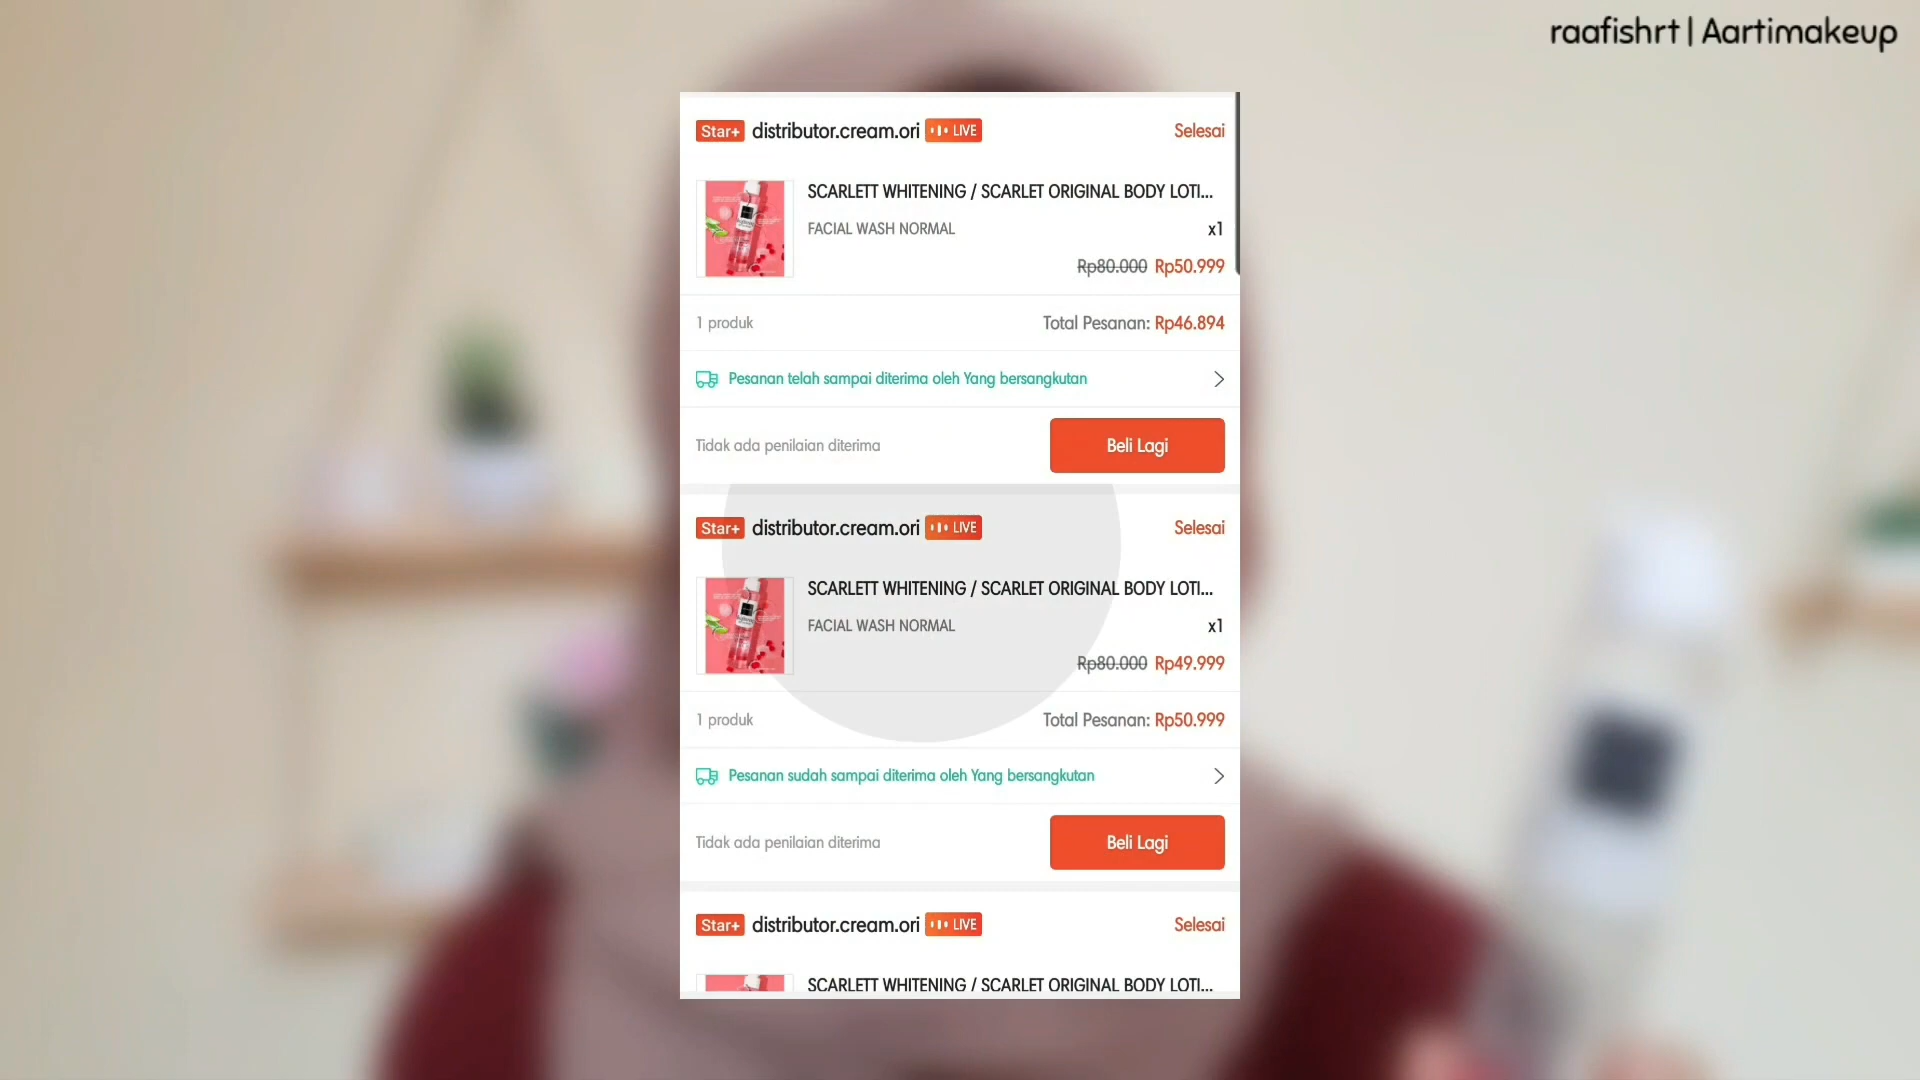 raafishrt | Aartimakeup
Star+ distributor.cream.ori LIVE Selesai
SCARLETT WHITENING / SCARLET ORIGINAL BODY LOTI...
FACIAL WASH NORMAL x1
Rp80.000 Rp50.999
1 produk Total Pesanan: Rp46.894
Pesanan telah sampai diterima oleh Yang bersangkutan
Tidak ada penilaian diterima Beli Lagi
Star+ distributor.cream.ori LIVE Selesai
SCARLETT WHITENING / SCARLET ORIGINAL BODY LOTI...
FACIAL WASH NORMAL x1
Rp80.000 Rp49.999
1 produk Total Pesanan: Rp50.999
Pesanan sudah sampai diterima oleh Yang bersangkutan
Tidak ada penilaian diterima Beli Lagi
Star+ distributor.cream.ori LIVE Selesai
SCARLETT WHITENING / SCARLET ORIGINAL BODY LOTI...